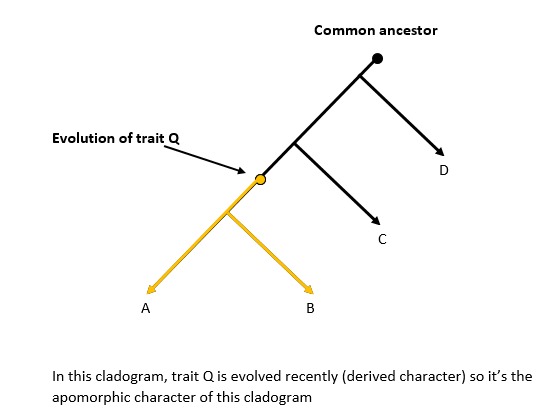 Common ancestor
Evolution of trait Q
D
C
A
B
In this cladogram, trait Q is evolved recently (derived character) so it's the
apomorphic character of this cladogram